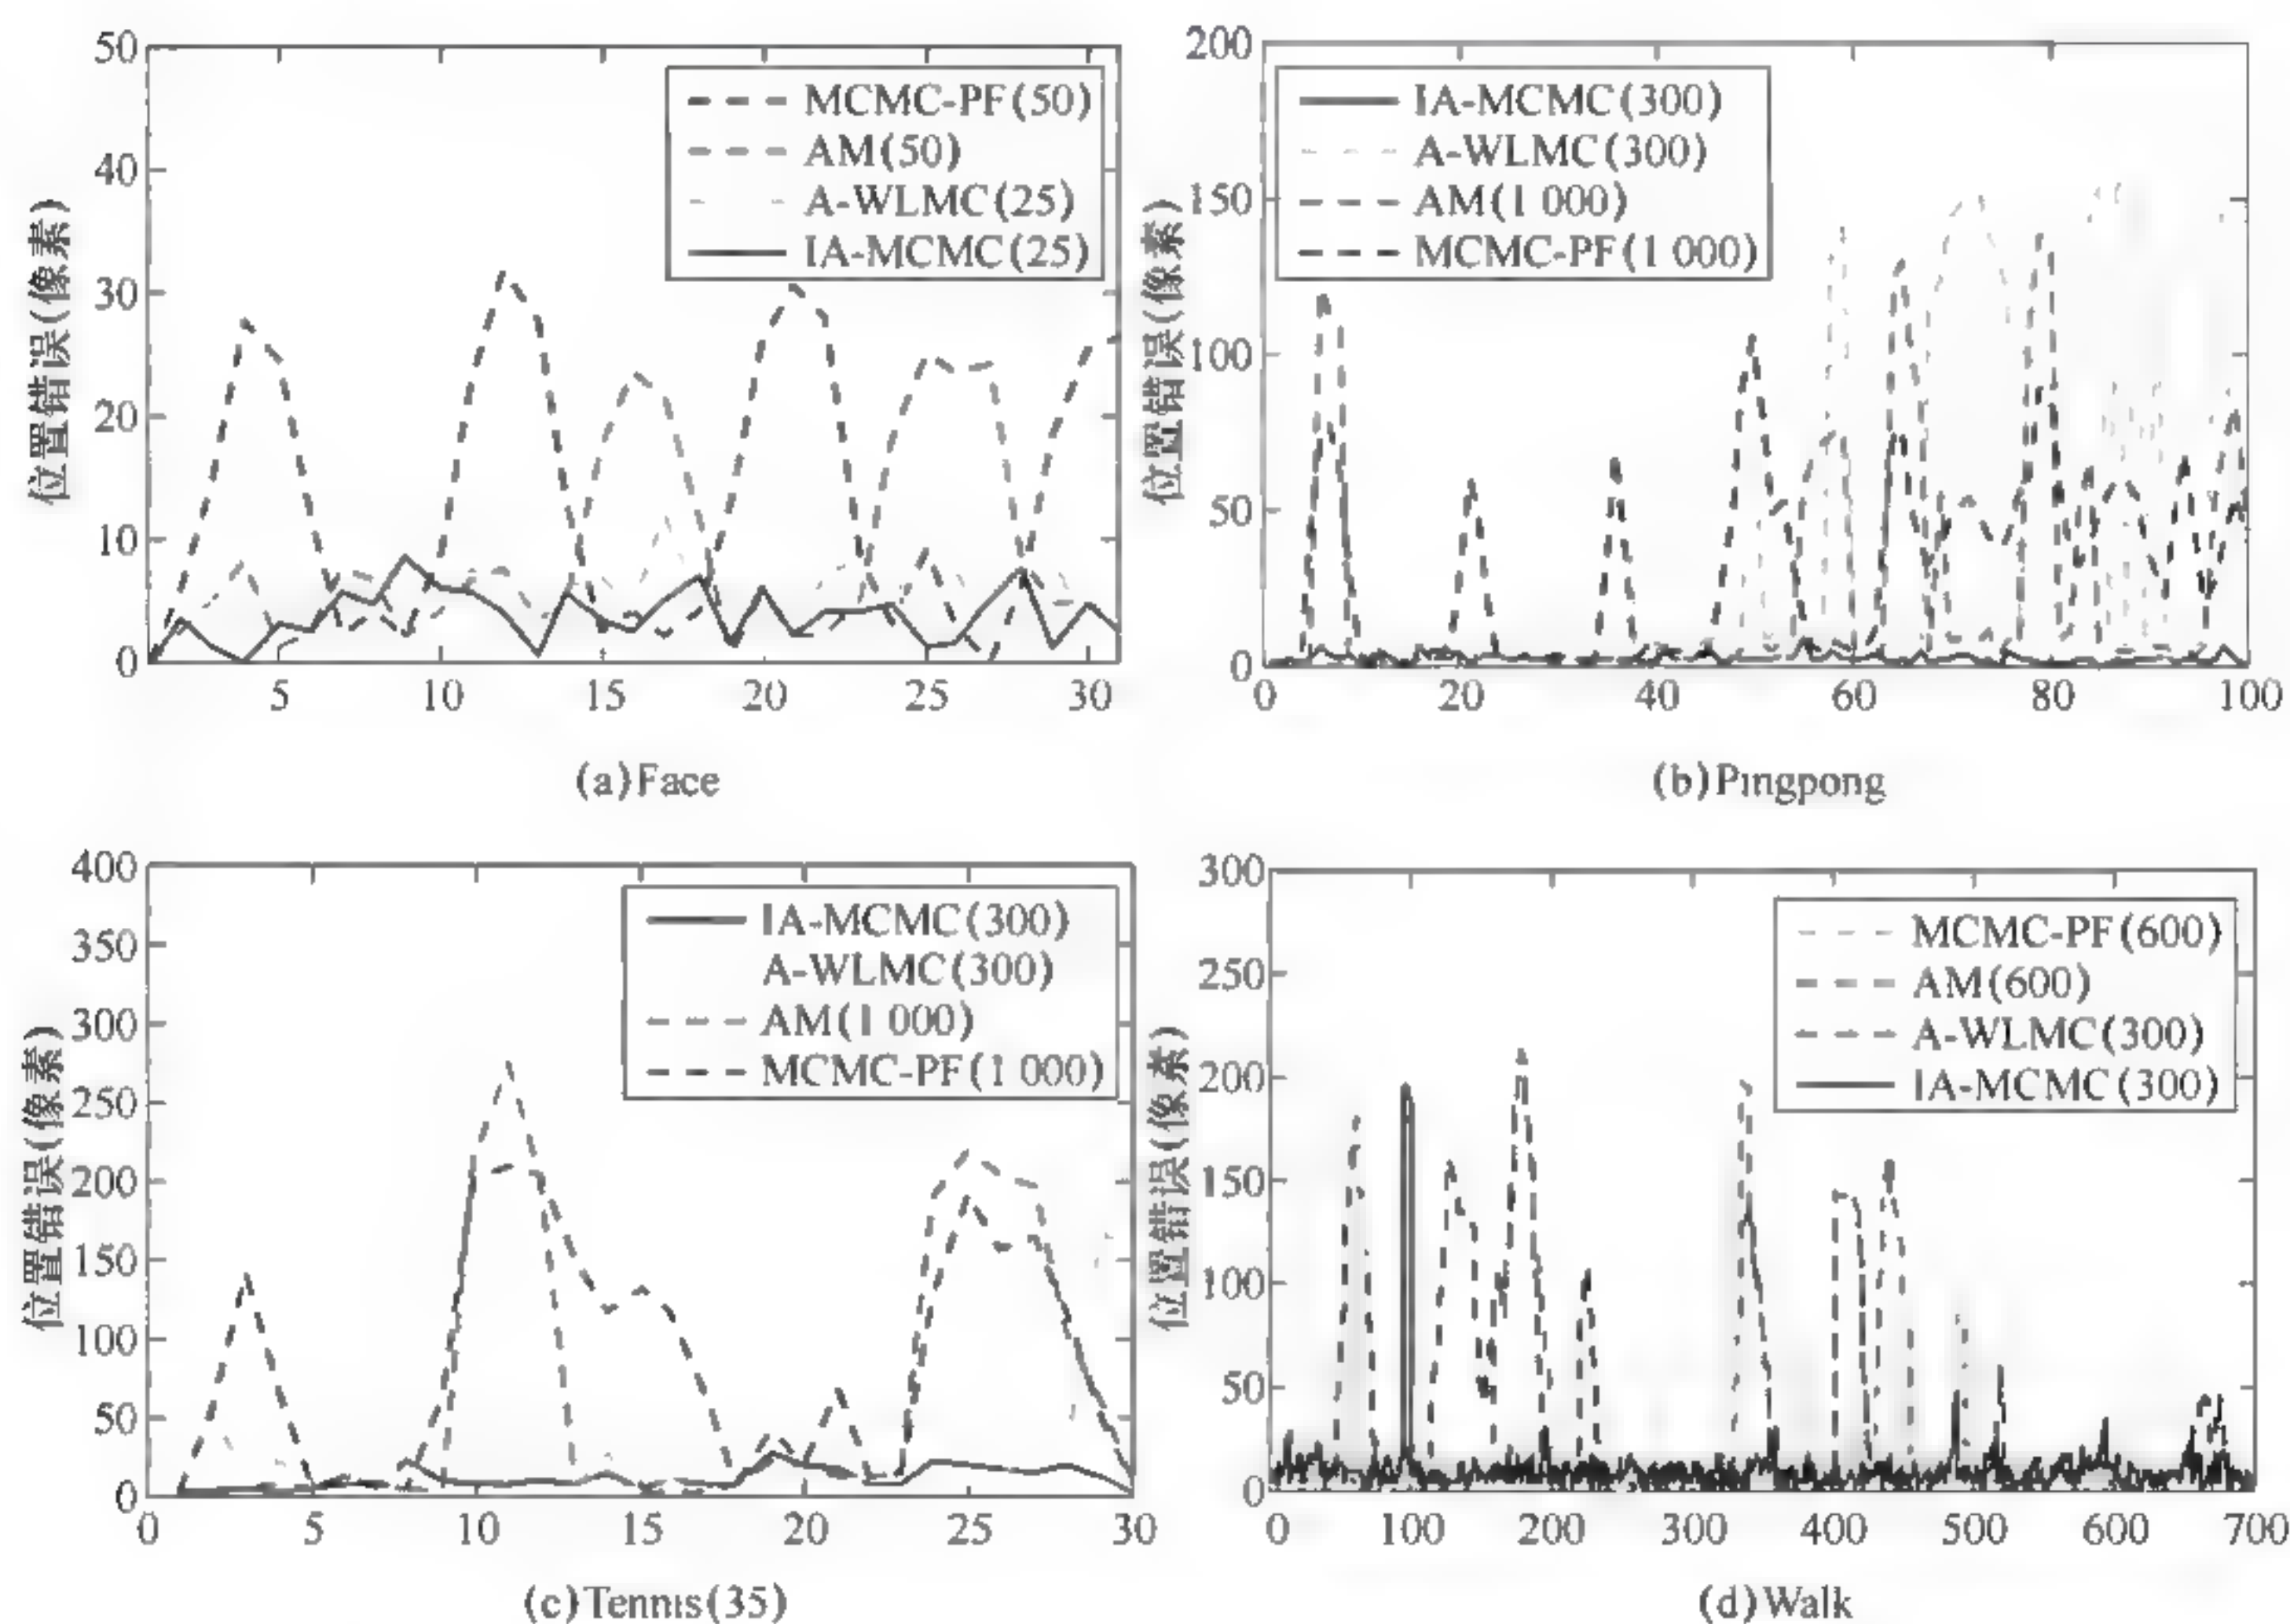 50
40
30
20
10
0
位置错误(像素)
MCMC-PF(50)
AM(50)
A-WLMC(25)
IA-MCMC(25)
5 10 15 20 25 30
(a)Face
200
150
100
50
0
位置错误(像素)
IA-MCMC(300)
A-WLMC(300)
AM(1 000)
MCMC-PF(1 000)
0 20 40 60 80 100
(b)Pingpong
400
350
300
250
200
150
100
50
0
位置错误(像素)
IA-MCMC(300)
A-WLMC(300)
AM(1 000)
MCMC-PF(1 000)
0 5 10 15 20 25 30
(c)Tennis(35)
300
250
200
150
100
50
0
位置错误(像素)
MCMC-PF(600)
AM(600)
A-WLMC(300)
IA-MCMC(300)
0 100 200 300 400 500 600 700
(d)Walk